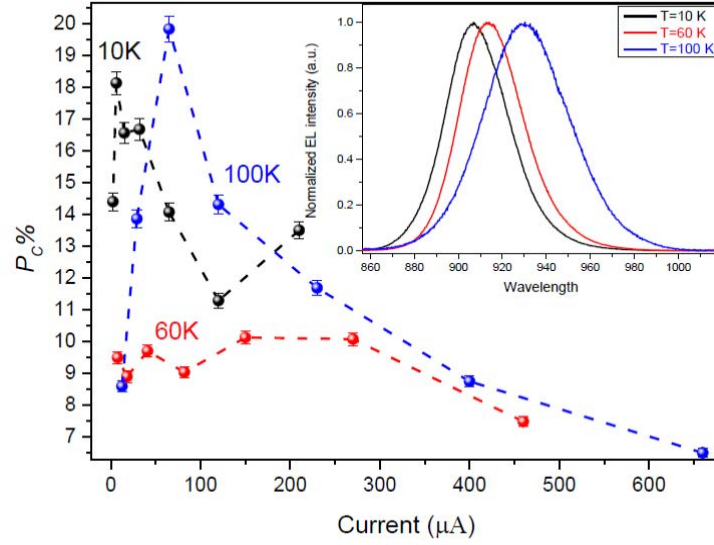 20
19
18
17
16
15
14
13
12
11
10
9
8
7
P_C%
0 100 200 300 400 500 600
Current (μA)
10K
100K
60K
Normalized EL intensity (a.u.)
1.0
0.8
0.6
0.4
0.2
0.0
860 880 900 920 940 960 980 1000
Wavelength
T=10 K
T=60 K
T=100 K